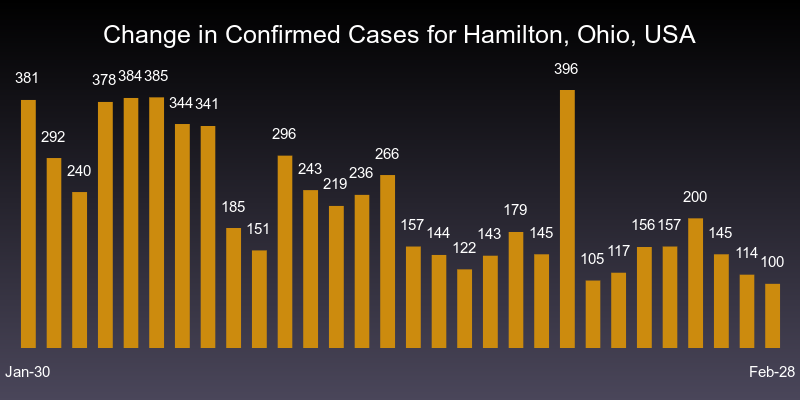 Change in Confirmed Cases for Hamilton, Ohio, USA
381 292 240 378 384 385 344 341 185 151 296 243 219 236 266 157 144 122 143 179 145 396 105 117 156 157 200 145 114 100
Jan-30 Feb-28